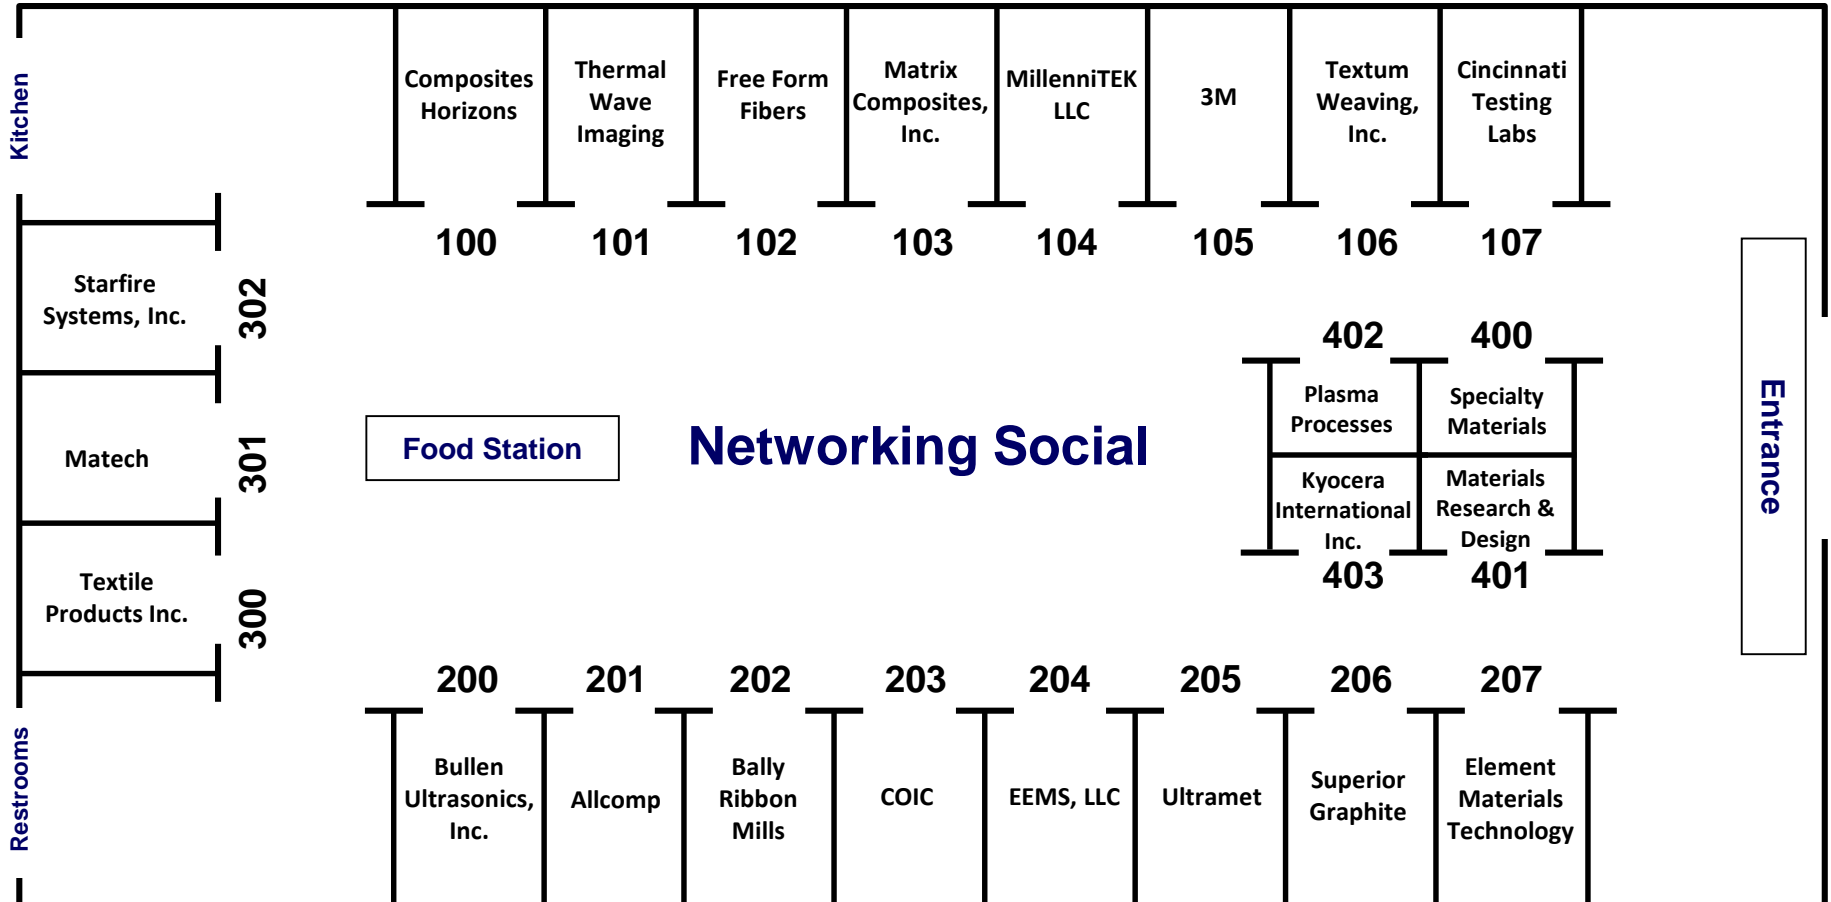 Kitchen
Composites
Horizons
Thermal
Wave
Imaging
Free Form
Fibers
Matrix
Composites,
Inc.
MillenniTEK
LLC
3M
Textum
Weaving,
Inc.
Cincinnati
Testing
Labs
100
101
102
103
104
105
106
107
Starfire
Systems, Inc.
302
Matech
301
Textile
Products Inc.
300
Food Station
Networking Social
402
400
Plasma
Processes
Specialty
Materials
Kyocera
International
Inc.
Materials
Research &
Design
403
401
Entrance
200
201
202
203
204
205
206
207
Restrooms
Bullen
Ultrasonics,
Inc.
Allcomp
Bally
Ribbon
Mills
COIC
EEMS, LLC
Ultramet
Superior
Graphite
Element
Materials
Technology